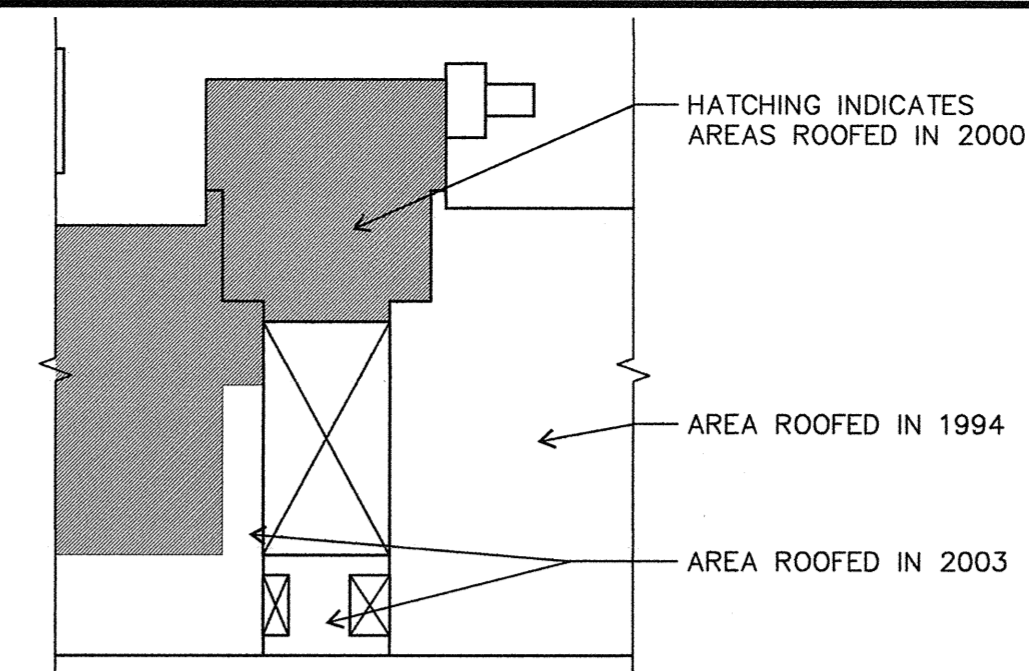 HATCHING INDICATES
AREAS ROOFED IN 2000
AREA ROOFED IN 1994
AREA ROOFED IN 2003